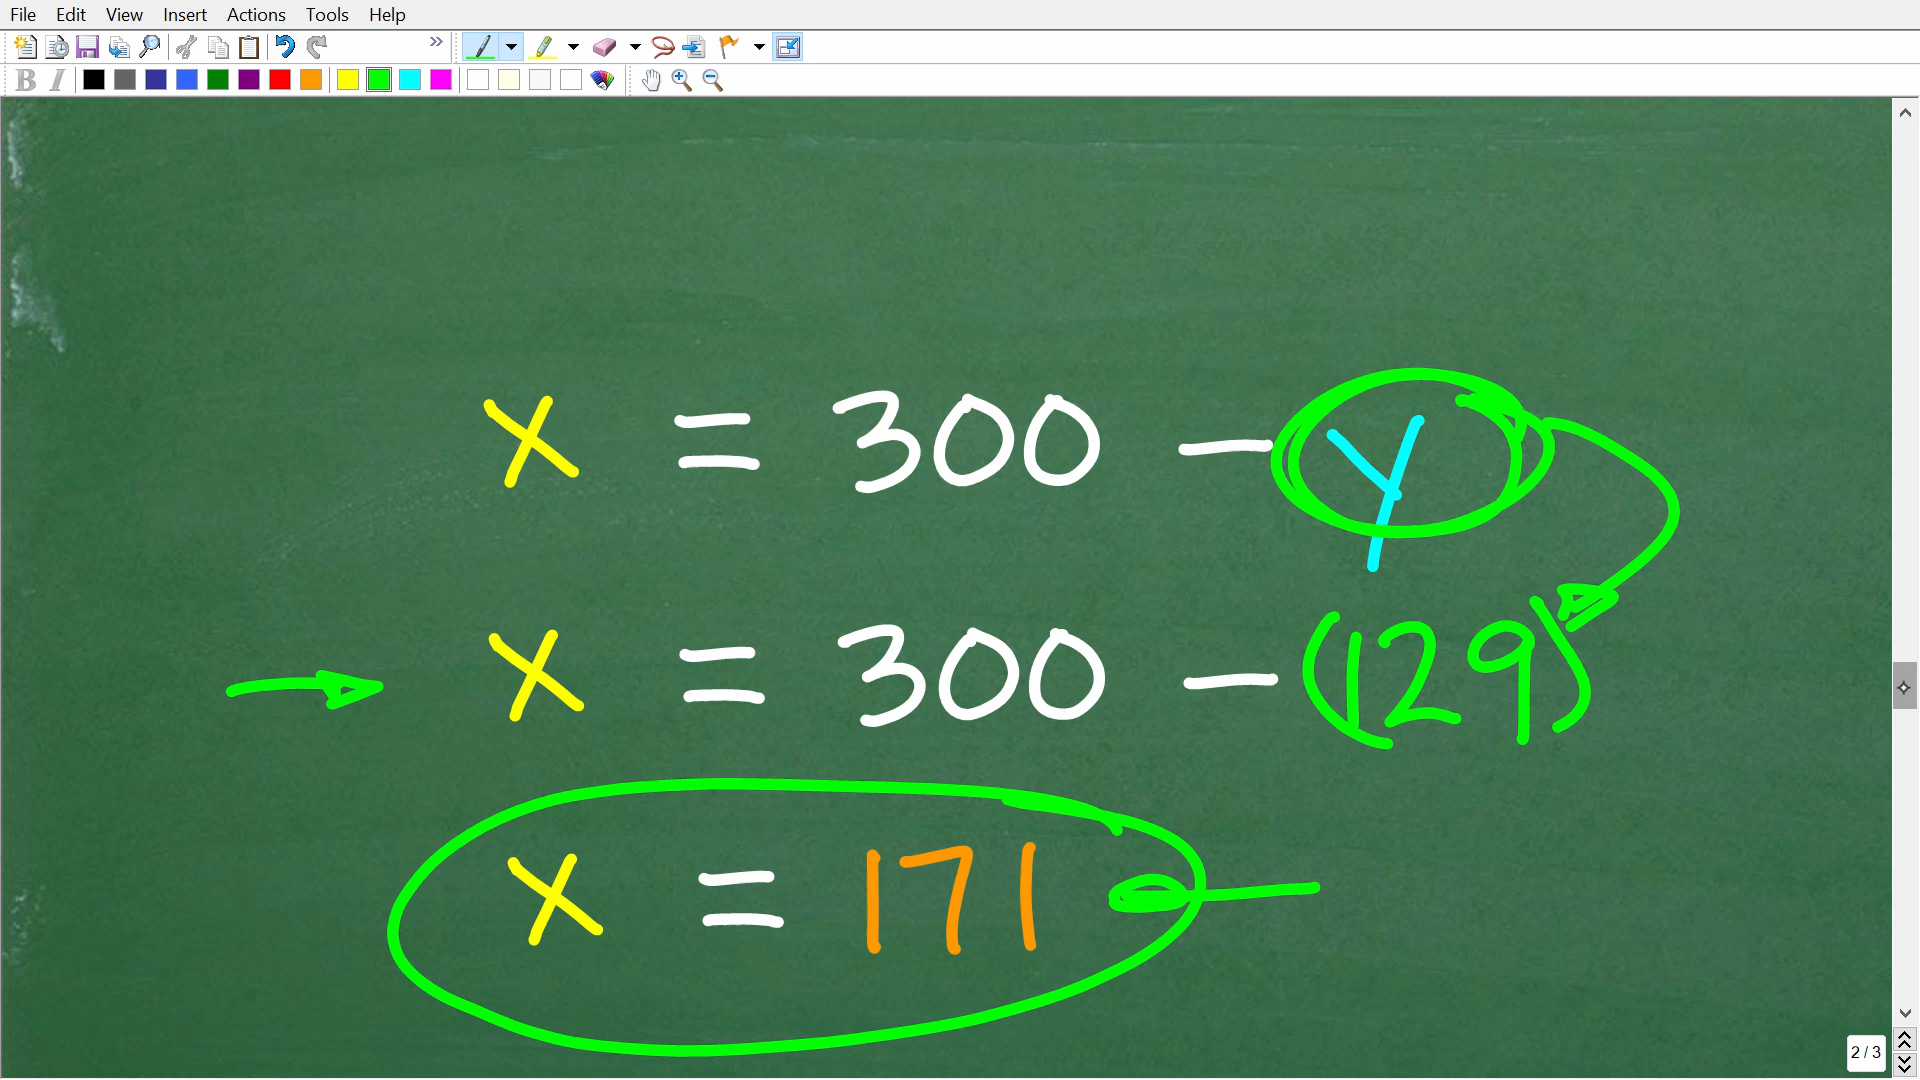 File Edit View Insert Actions Tools Help
B I
x = 300 - y
x = 300 - (129)
x = 171
2 / 3